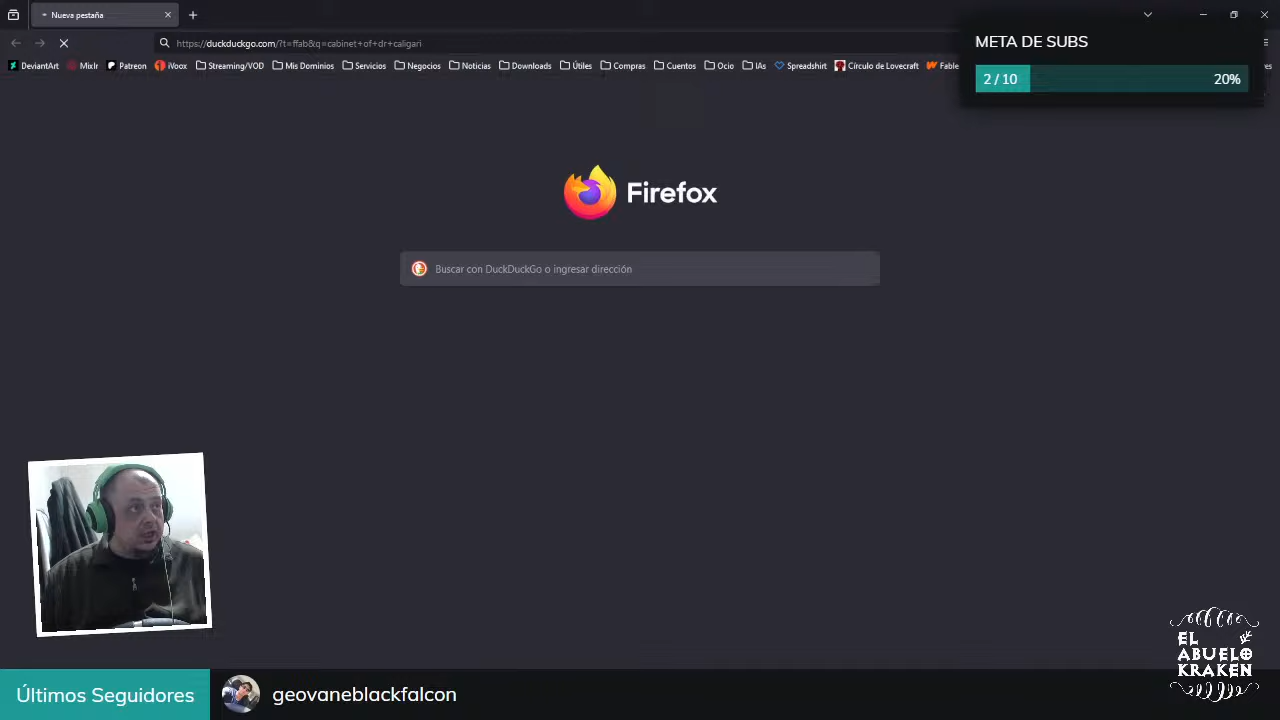 Nueva pestaña
https://duckduckgo.com/?t=ffab&q=cabinet+of+dr+caligari
DeviantArt Mixlr Patreon iVoox Streaming/VOD Mis Dominios Servicios Negocios Noticias Downloads Útiles Compras Cuentos Ocio IAs Spreadshirt Círculo de Lovecraft Fable
META DE SUBS
2 / 10 20%
Firefox
Buscar con DuckDuckGo o ingresar dirección
EL
ABUELO
KRAKEN
Últimos Seguidores geovaneblackfalcon